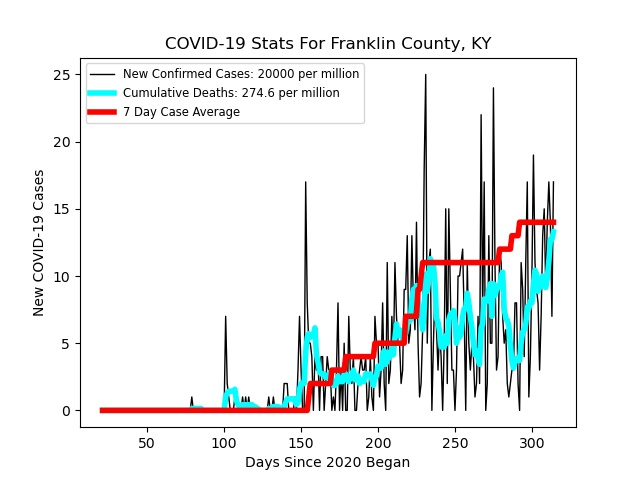 COVID-19 Stats For Franklin County, KY
New Confirmed Cases: 20000 per million
Cumulative Deaths: 274.6 per million
7 Day Case Average
New COVID-19 Cases
25
20
15
10
5
0
50 100 150 200 250 300
Days Since 2020 Began